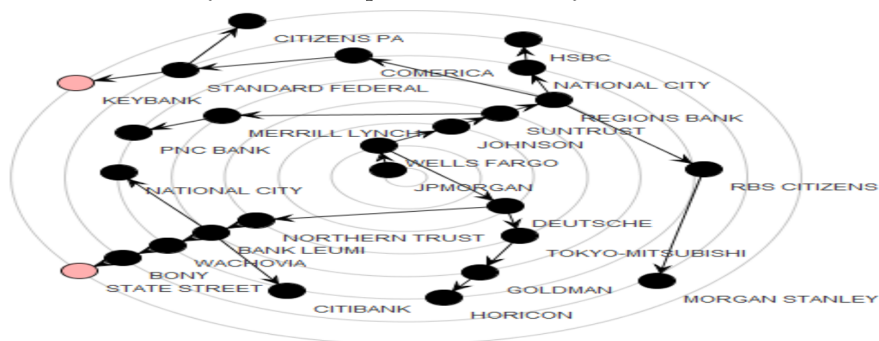 CITIZENS PA
HSBC
COMERICA
NATIONAL CITY
STANDARD FEDERAL
KEYBANK
REGIONS BANK
MERRILL LYNCH
SUNTRUST
JOHNSON
PNC BANK
WELLS FARGO
NATIONAL CITY
JPMORGAN
RBS CITIZENS
DEUTSCHE
NORTHERN TRUST
BANK LEUMI
TOKYO-MITSUBISHI
WACHOVIA
BONY
STATE STREET
GOLDMAN
MORGAN STANLEY
CITIBANK
HORICON